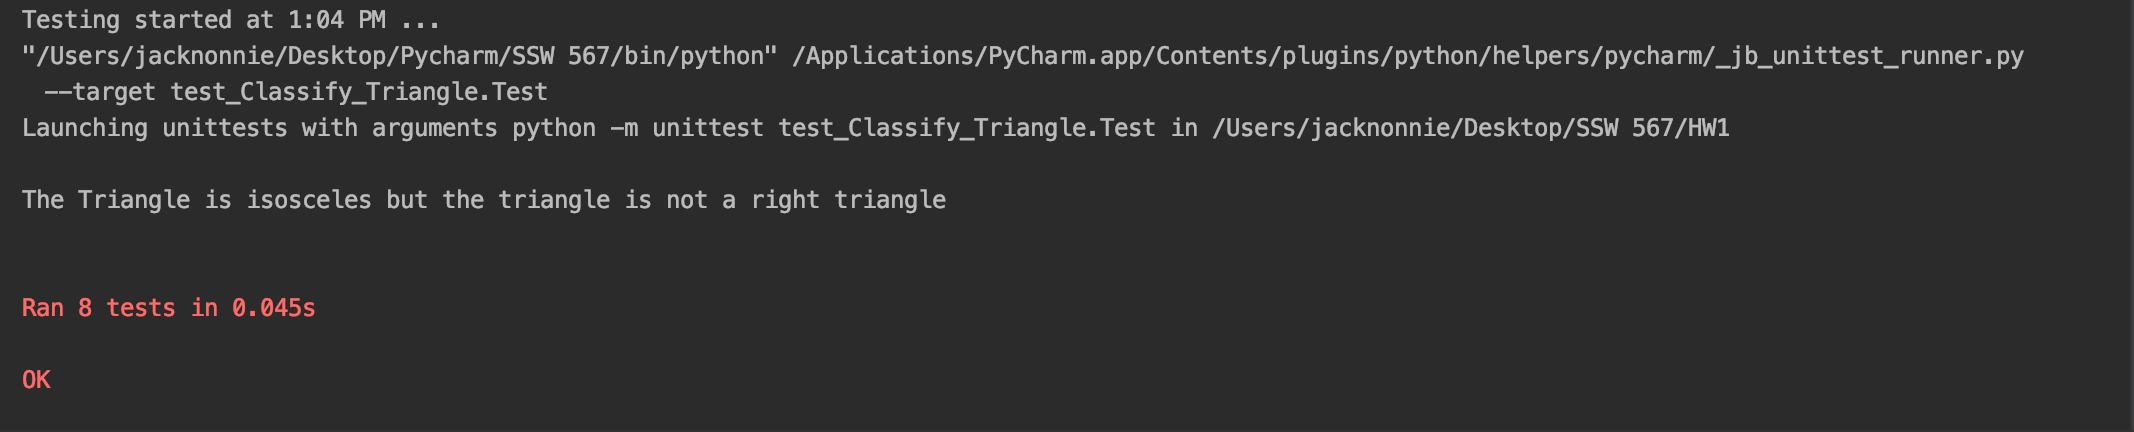 Testing started at 1:04 PM ...
"/Users/jacknonnie/Desktop/Pycharm/SSW 567/bin/python" /Applications/PyCharm.app/Contents/plugins/python/helpers/pycharm/_jb_unittest_runner.py
--target test_Classify_Triangle.Test
Launching unittests with arguments python -m unittest test_Classify_Triangle.Test in /Users/jacknonnie/Desktop/SSW 567/HW1
The Triangle is isosceles but the triangle is not a right triangle
Ran 8 tests in 0.045s
OK